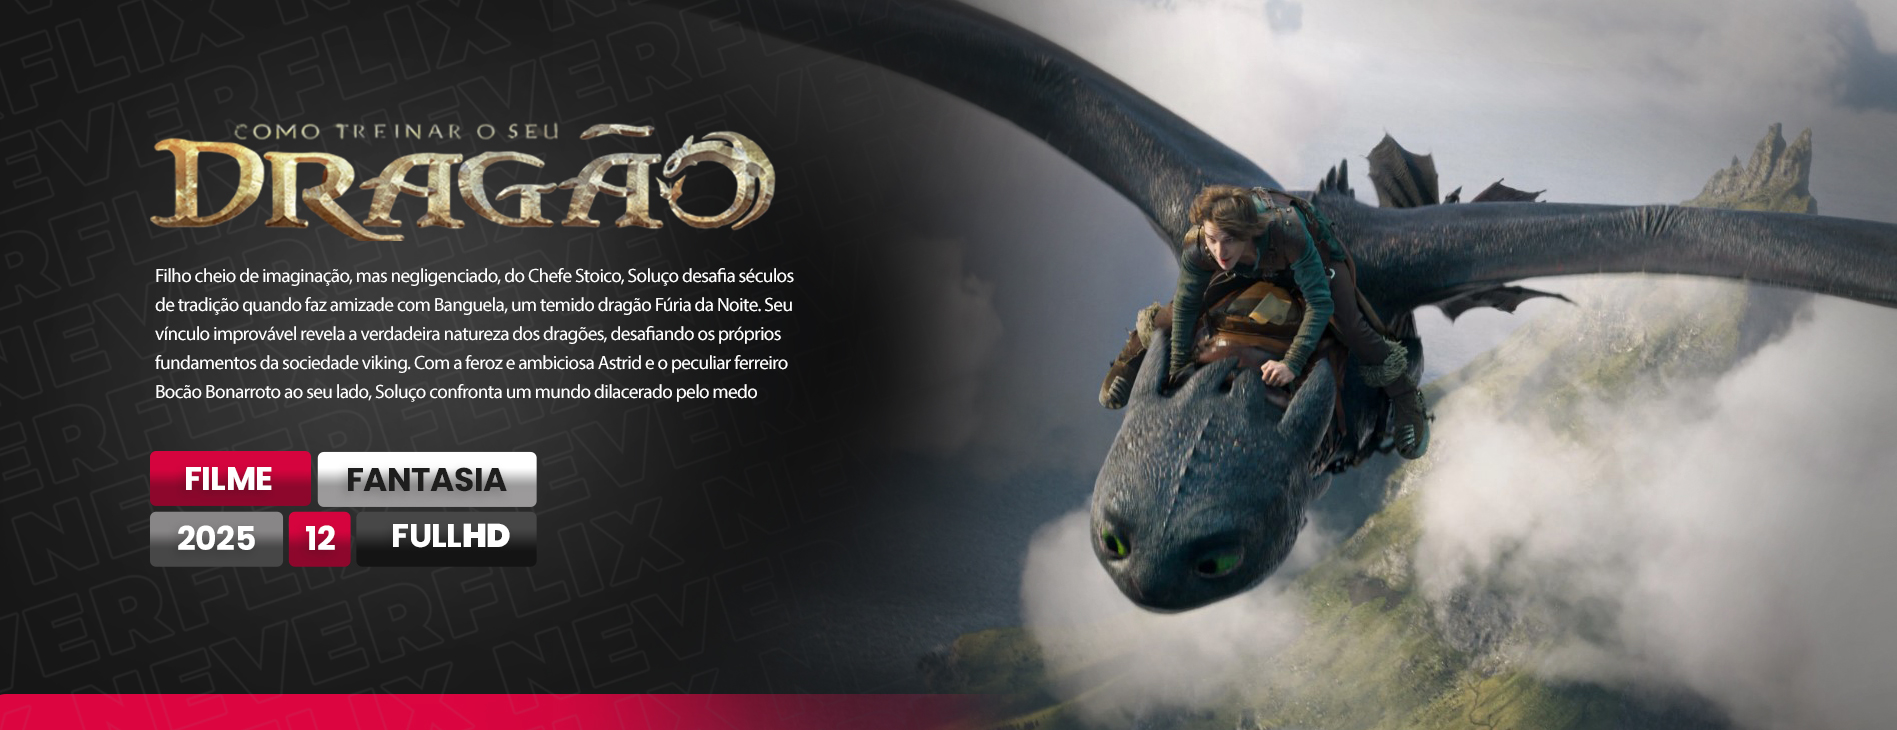 COMO TREINAR O SEU
DRAGÃO
Filho cheio de imaginação, mas negligenciado, do Chefe Stoico, Soluço desafia séculos
de tradição quando faz amizade com Banguela, um temido dragão Fúria da Noite. Seu
vínculo improvável revela a verdadeira natureza dos dragões, desafiando os próprios
fundamentos da sociedade viking. Com a feroz e ambiciosa Astrid e o peculiar ferreiro
Bocão Bonarroto ao seu lado, Soluço confronta um mundo dilacerado pelo medo
FILME FANTASIA
2025 12 FULLHD
NEVERFLIX